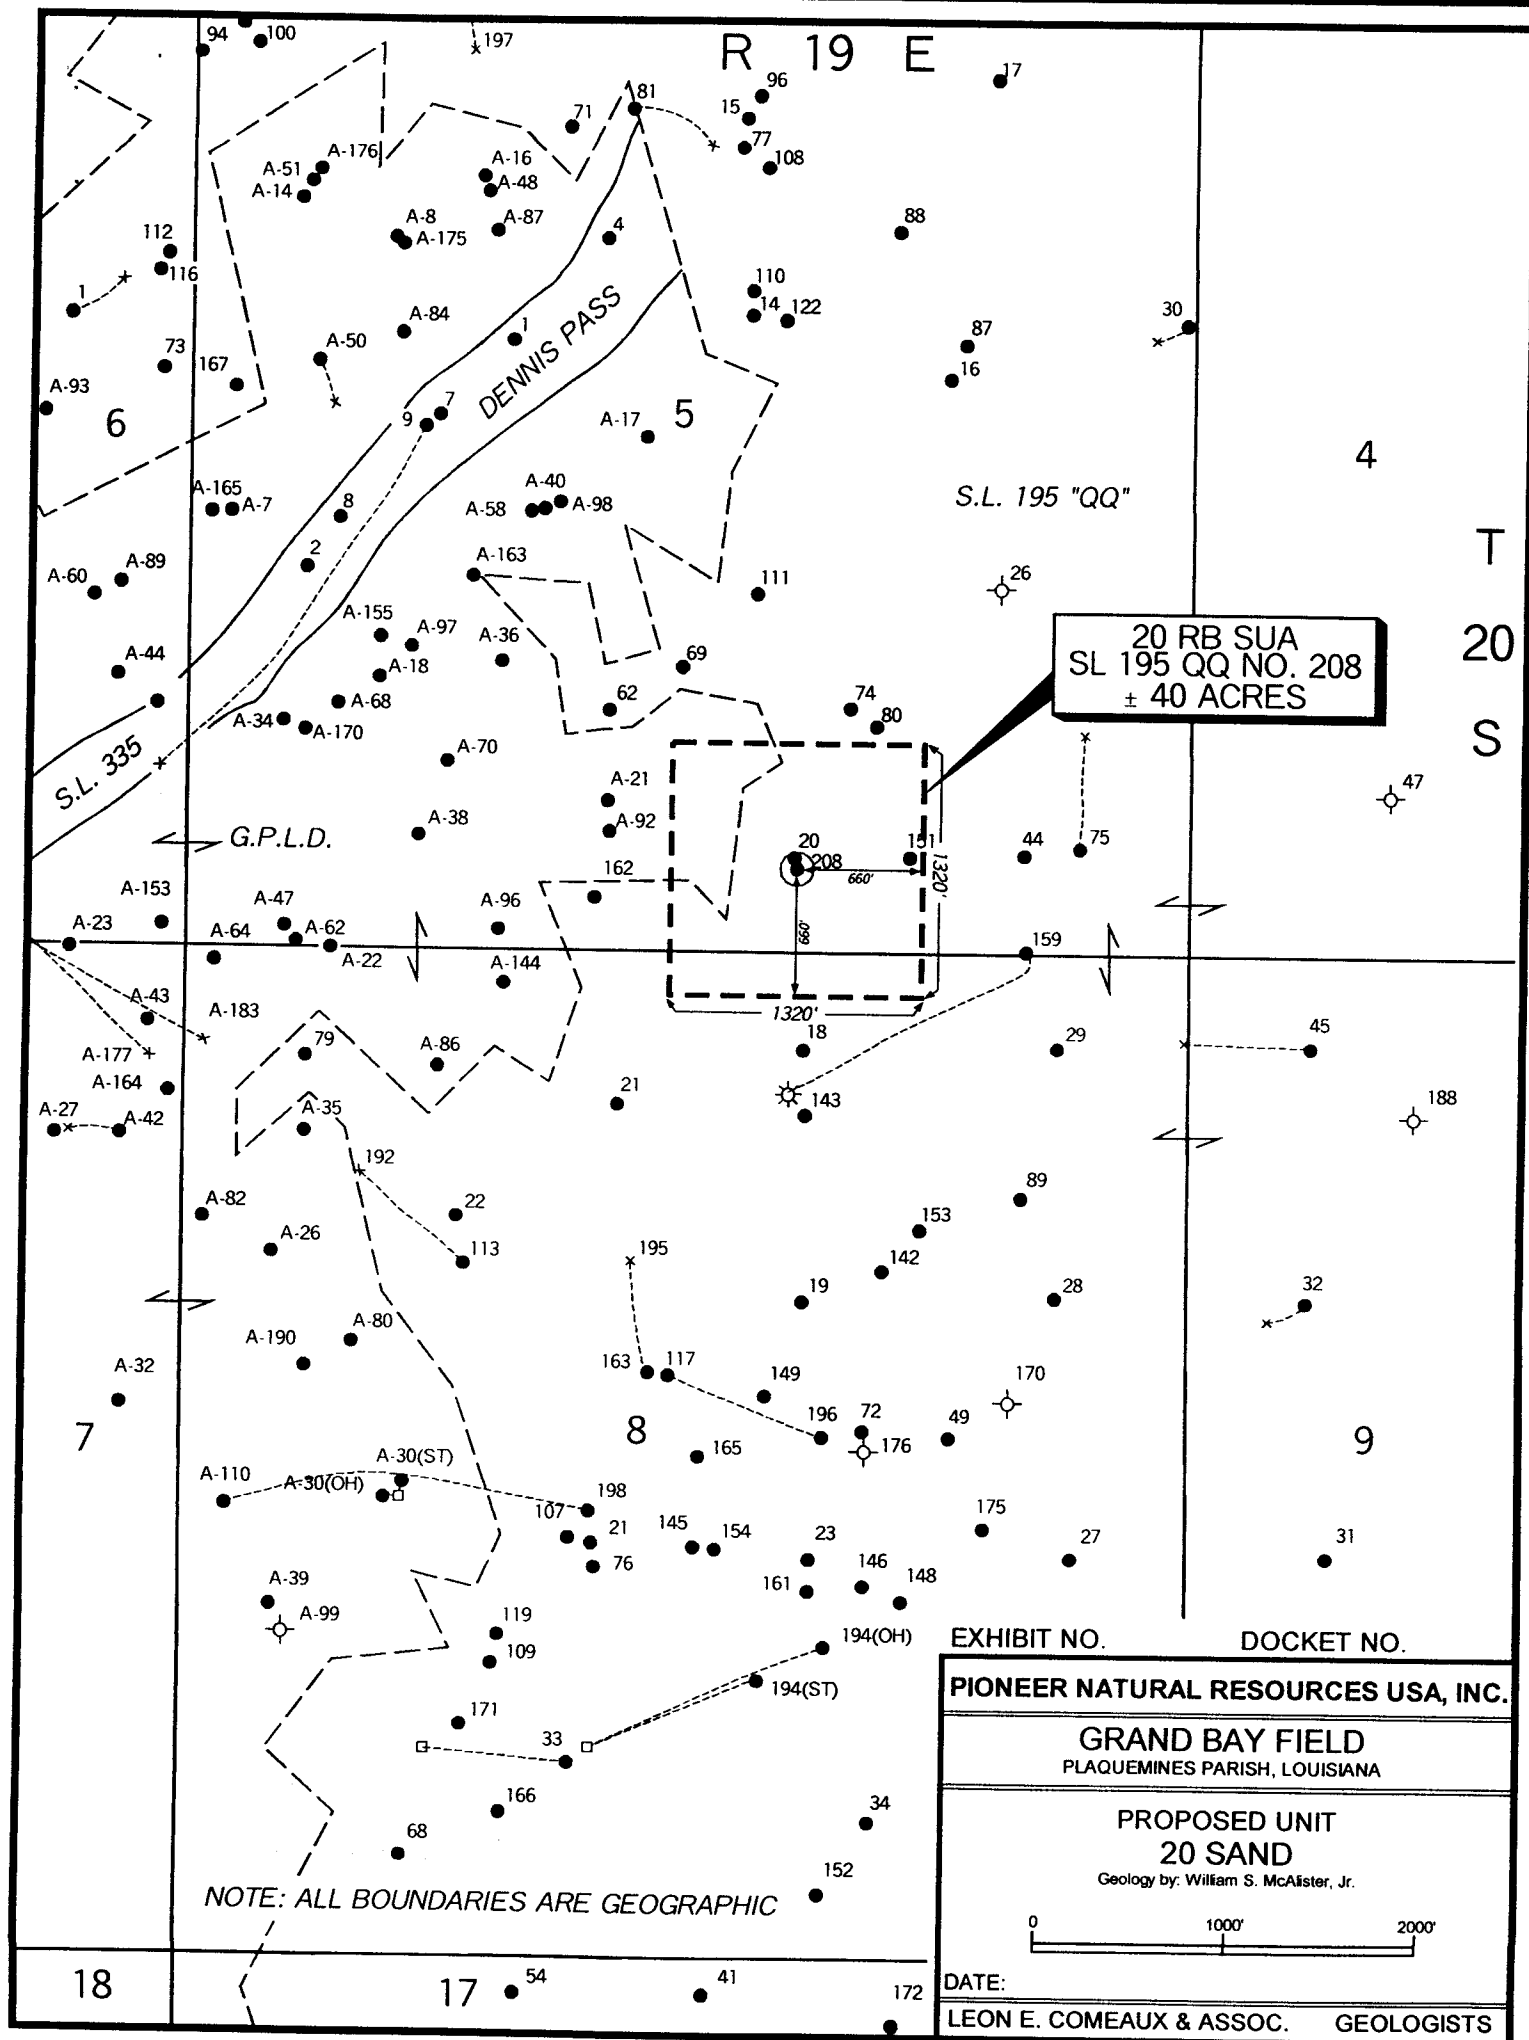 94
100
197
R 19 E
17
96
81
15
71
77
108
A-176
A-51
A-14
A-16
A-48
A-8
A-175
A-87
4
88
112
116
1
110
14
122
30
A-84
1
DENNIS PASS
87
73
167
A-50
16
A-93
6
7
9
A-17
5
4
A-165
A-7
8
A-40
A-58
A-98
S.L. 195 "QQ"
T
2
A-163
A-89
A-60
111
26
A-155
A-97
A-36
20 RB SUA
SL 195 QQ NO. 208
± 40 ACRES
20
A-44
A-18
69
A-68
62
74
80
A-34
A-170
S
S.L. 335
A-70
A-21
47
A-38
A-92
G.P.L.D.
20
208
151
660'
1320'
44
75
162
A-153
A-47
A-96
660'
A-23
A-64
A-62
A-22
159
A-144
1320'
A-43
A-183
18
29
45
A-177
79
A-86
A-164
21
143
188
A-27
A-42
A-35
192
A-82
22
89
153
A-26
113
195
142
19
28
32
A-80
A-190
A-32
163
117
149
170
7
8
196
72
49
9
176
A-30(ST)
165
A-110
A-30(OH)
198
107
21
145
154
23
175
76
146
27
31
161
148
A-39
A-99
119
109
194(OH)
194(ST)
171
33
166
34
68
152
NOTE: ALL BOUNDARIES ARE GEOGRAPHIC
18
17
54
41
172
EXHIBIT NO.
DOCKET NO.
PIONEER NATURAL RESOURCES USA, INC.
GRAND BAY FIELD
PLAQUEMINES PARISH, LOUISIANA
PROPOSED UNIT
20 SAND
Geology by: William S. McAlister, Jr.
0 1000' 2000'
DATE:
LEON E. COMEAUX & ASSOC. GEOLOGISTS